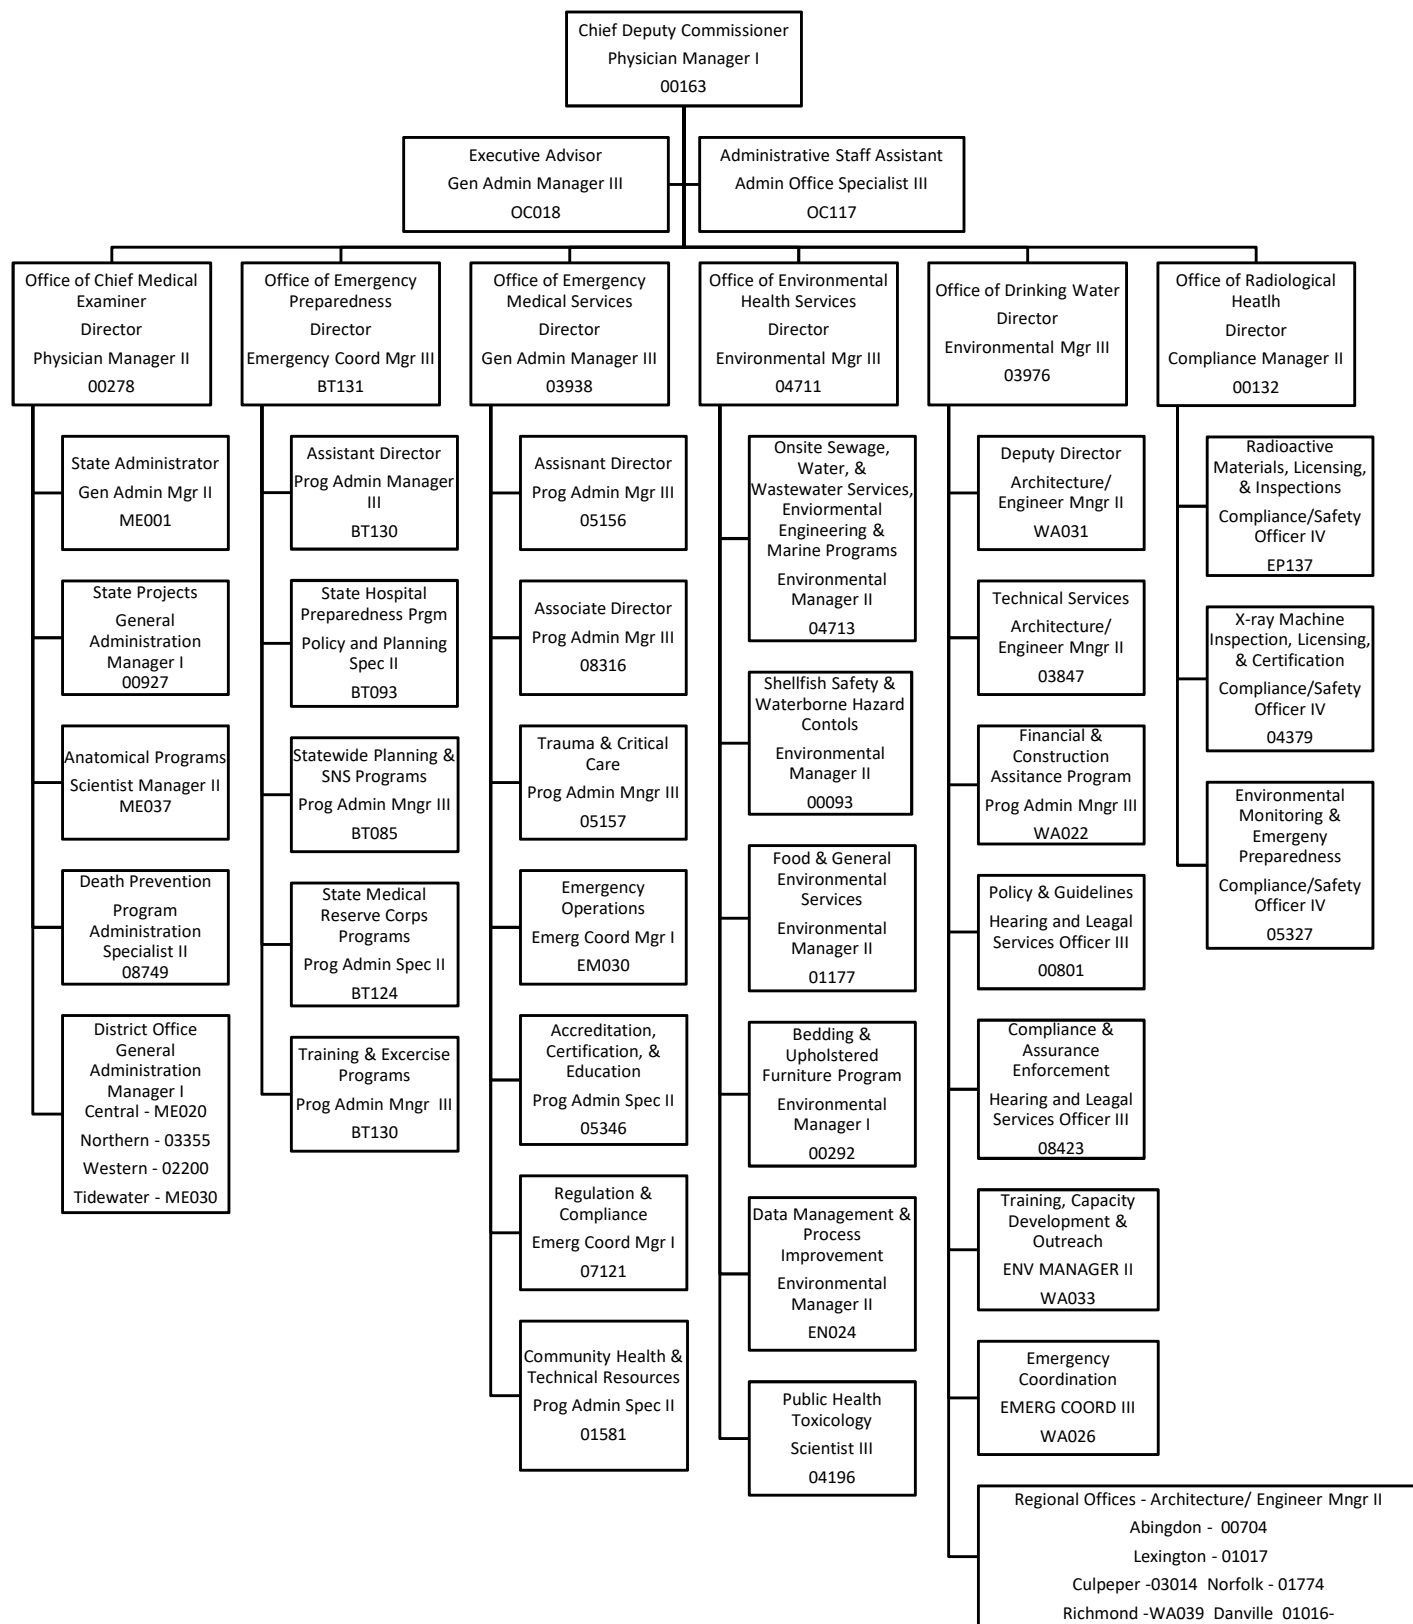 Chief Deputy Commissioner
Physician Manager I
00163
Executive Advisor
Gen Admin Manager III
OC018
Administrative Staff Assistant
Admin Office Specialist III
OC117
Office of Chief Medical
Examiner
Director
Physician Manager II
00278
State Administrator
Gen Admin Mgr II
ME001
State Projects
General
Administration
Manager I
00927
Anatomical Programs
Scientist Manager II
ME037
Death Prevention
Program
Administration
Specialist II
08749
District Office
General
Administration
Manager I
Central - ME020
Northern - 03355
Western - 02200
Tidewater - ME030
Office of Emergency
Preparedness
Director
Emergency Coord Mgr III
BT131
Assistant Director
Prog Admin Manager
III
BT130
State Hospital
Preparedness Prgm
Policy and Planning
Spec II
BT093
Statewide Planning &
SNS Programs
Prog Admin Mngr III
BT085
State Medical
Reserve Corps
Programs
Prog Admin Spec II
BT124
Training & Excercise
Programs
Prog Admin Mngr III
BT130
Office of Emergency
Medical Services
Director
Gen Admin Manager III
03938
Assisnant Director
Prog Admin Mgr III
05156
Associate Director
Prog Admin Mgr III
08316
Trauma & Critical
Care
Prog Admin Mngr III
05157
Emergency
Operations
Emerg Coord Mgr I
EM030
Accreditation,
Certification, &
Education
Prog Admin Spec II
05346
Regulation &
Compliance
Emerg Coord Mgr I
07121
Community Health &
Technical Resources
Prog Admin Spec II
01581
Office of Environmental
Health Services
Director
Environmental Mgr III
04711
Onsite Sewage,
Water, &
Wastewater Services,
Enviormental
Engineering &
Marine Programs
Environmental
Manager II
04713
Shellfish Safety &
Waterborne Hazard
Contols
Environmental
Manager II
00093
Food & General
Environmental
Services
Environmental
Manager II
01177
Bedding &
Upholstered
Furniture Program
Environmental
Manager I
00292
Data Management &
Process
Improvement
Environmental
Manager II
EN024
Public Health
Toxicology
Scientist III
04196
Office of Drinking Water
Director
Environmental Mgr III
03976
Deputy Director
Architecture/
Engineer Mngr II
WA031
Technical Services
Architecture/
Engineer Mngr II
03847
Financial &
Construction
Assitance Program
Prog Admin Mngr III
WA022
Policy & Guidelines
Hearing and Leagal
Services Officer III
00801
Compliance &
Assurance
Enforcement
Hearing and Leagal
Services Officer III
08423
Training, Capacity
Development &
Outreach
ENV MANAGER II
WA033
Emergency
Coordination
EMERG COORD III
WA026
Regional Offices - Architecture/ Engineer Mngr II
Abingdon - 00704
Lexington - 01017
Culpeper -03014 Norfolk - 01774
Richmond -WA039 Danville 01016-
Office of Radiological
Heatlh
Director
Compliance Manager II
00132
Radioactive
Materials, Licensing,
& Inspections
Compliance/Safety
Officer IV
EP137
X-ray Machine
Inspection, Licensing,
& Certification
Compliance/Safety
Officer IV
04379
Environmental
Monitoring &
Emergeny
Preparedness
Compliance/Safety
Officer IV
05327